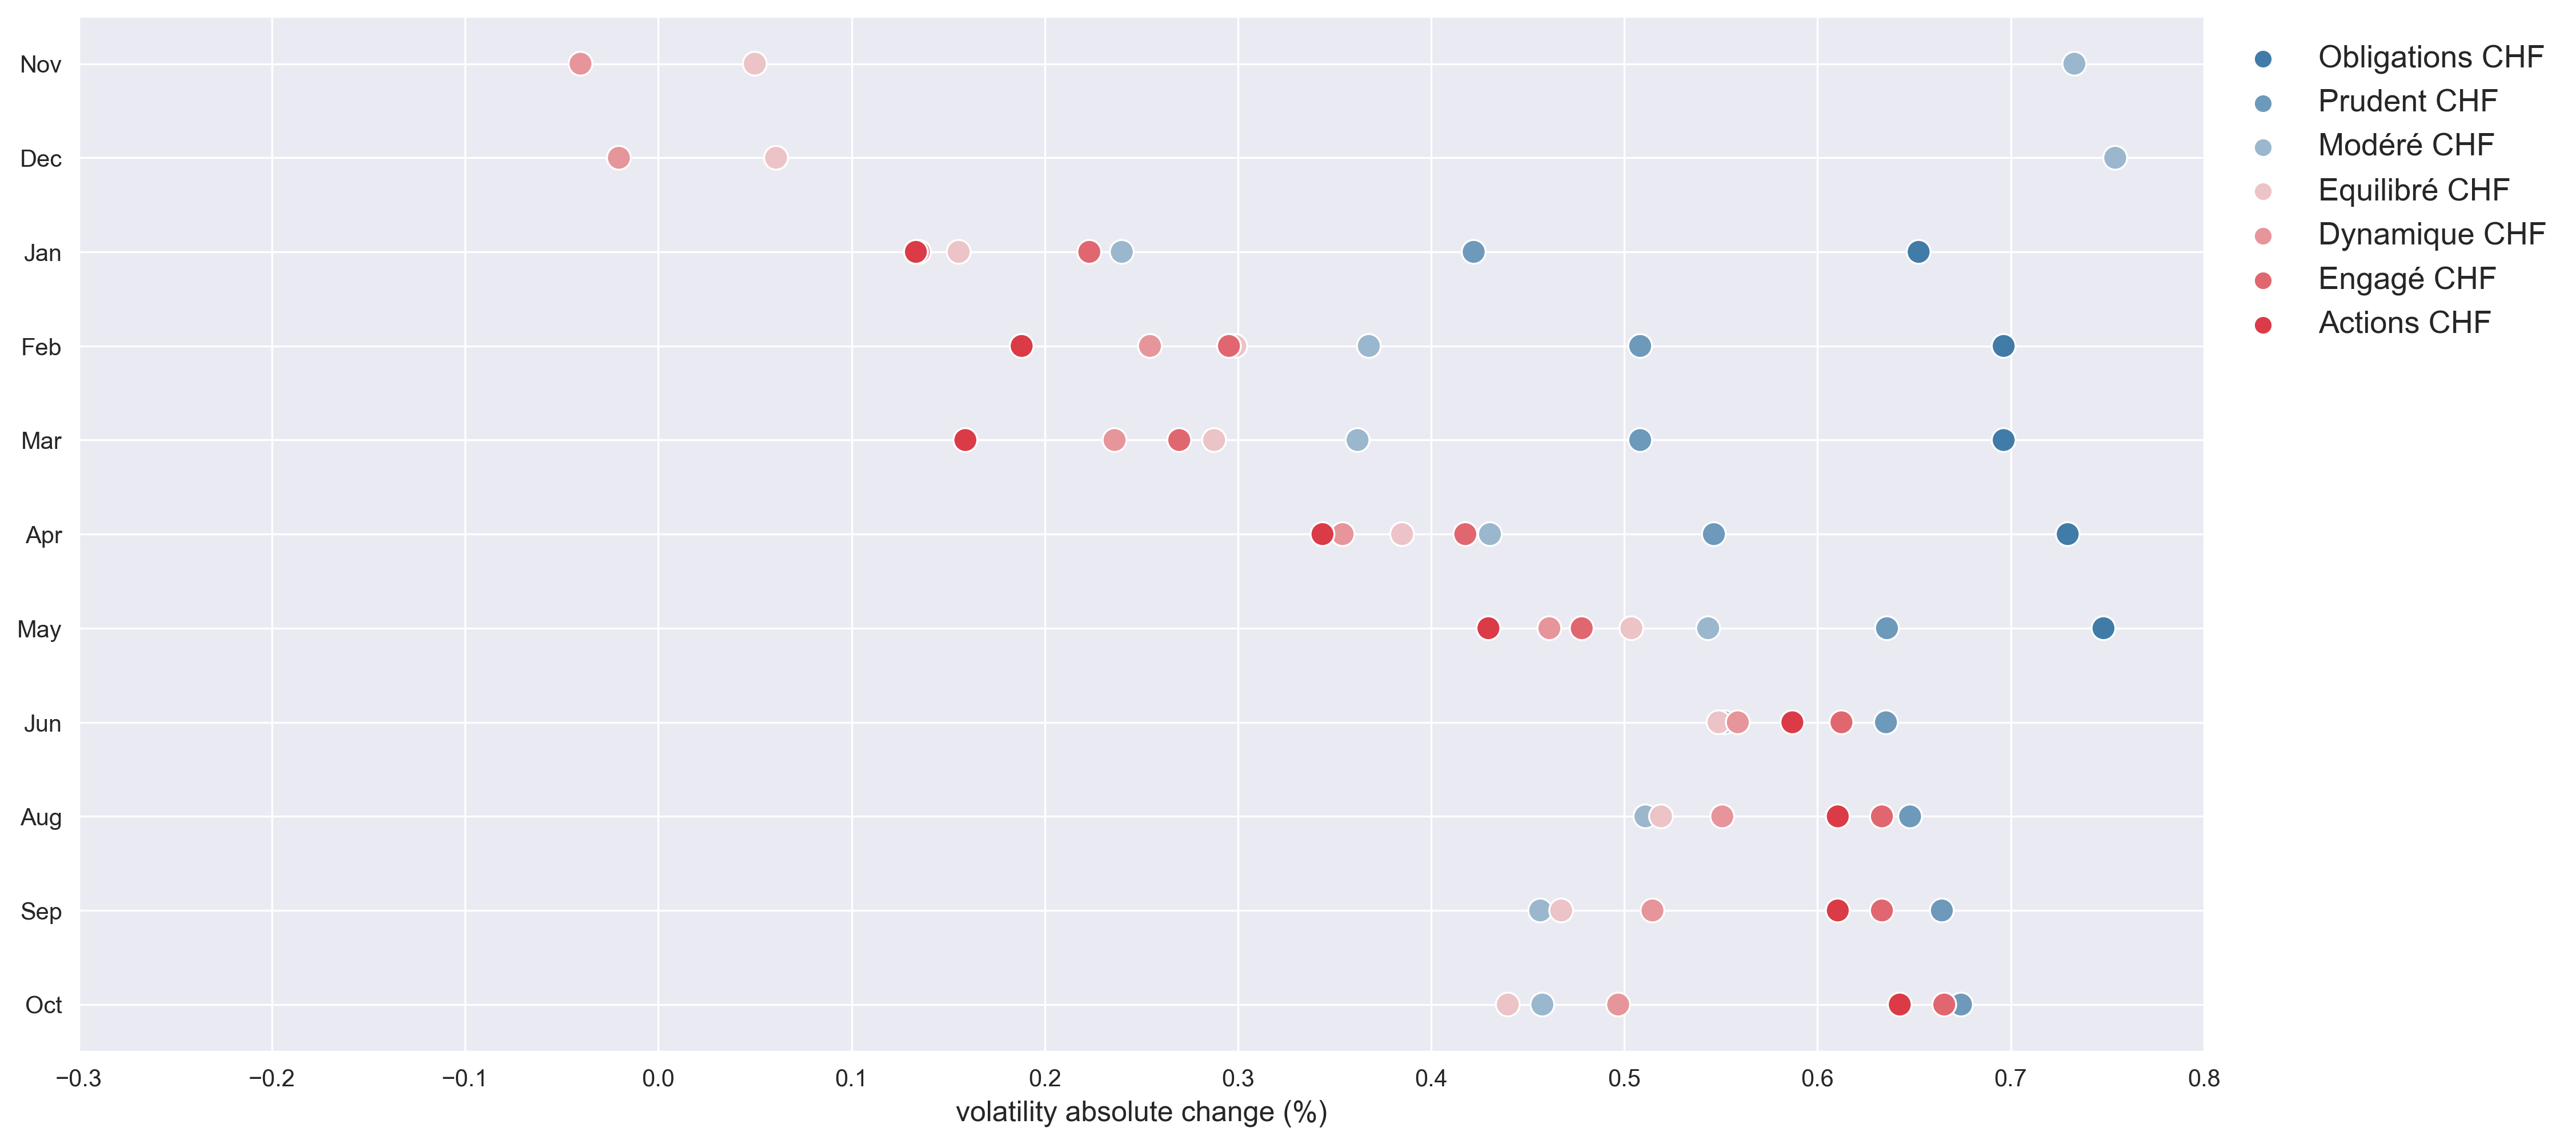 Nov
Dec
Jan
Feb
Mar
Apr
May
Jun
Aug
Sep
Oct
−0.3 −0.2 −0.1 0.0 0.1 0.2 0.3 0.4 0.5 0.6 0.7 0.8
volatility absolute change (%)
Obligations CHF
Prudent CHF
Modéré CHF
Equilibré CHF
Dynamique CHF
Engagé CHF
Actions CHF